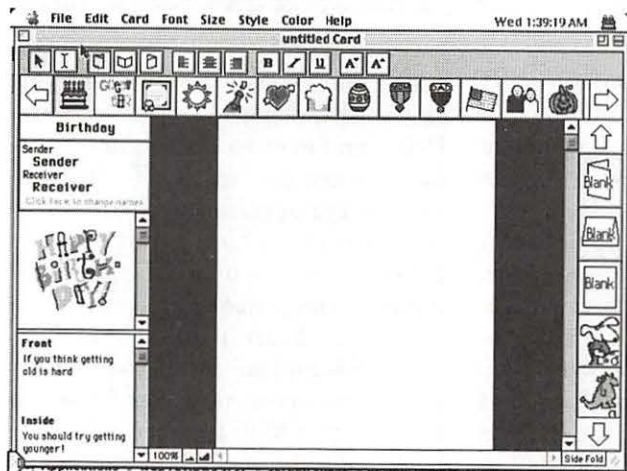 File Edit Card Font Size Style Color Help Wed 1:39:19 AM
untitled Card
B I U A A
Birthday
Sender
Sender
Receiver
Receiver
Click here to change names
HAPPY
BIRTH-
DAY!
Front
If you think getting
old is hard
Inside
You should try getting
younger!
100%
Blank
Blank
Blank
Side Fold